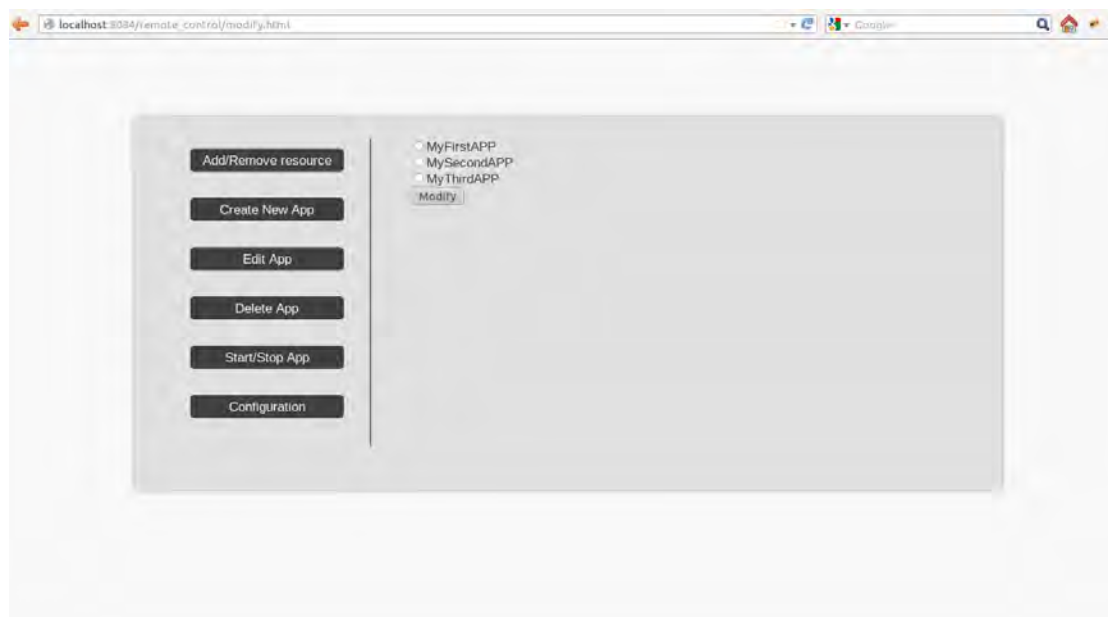 localhost:8084/remote_control/modify.html
Google
Add/Remove resource
Create New App
Edit App
Delete App
Start/Stop App
Configuration
MyFirstAPP
MySecondAPP
MyThirdAPP
Modify